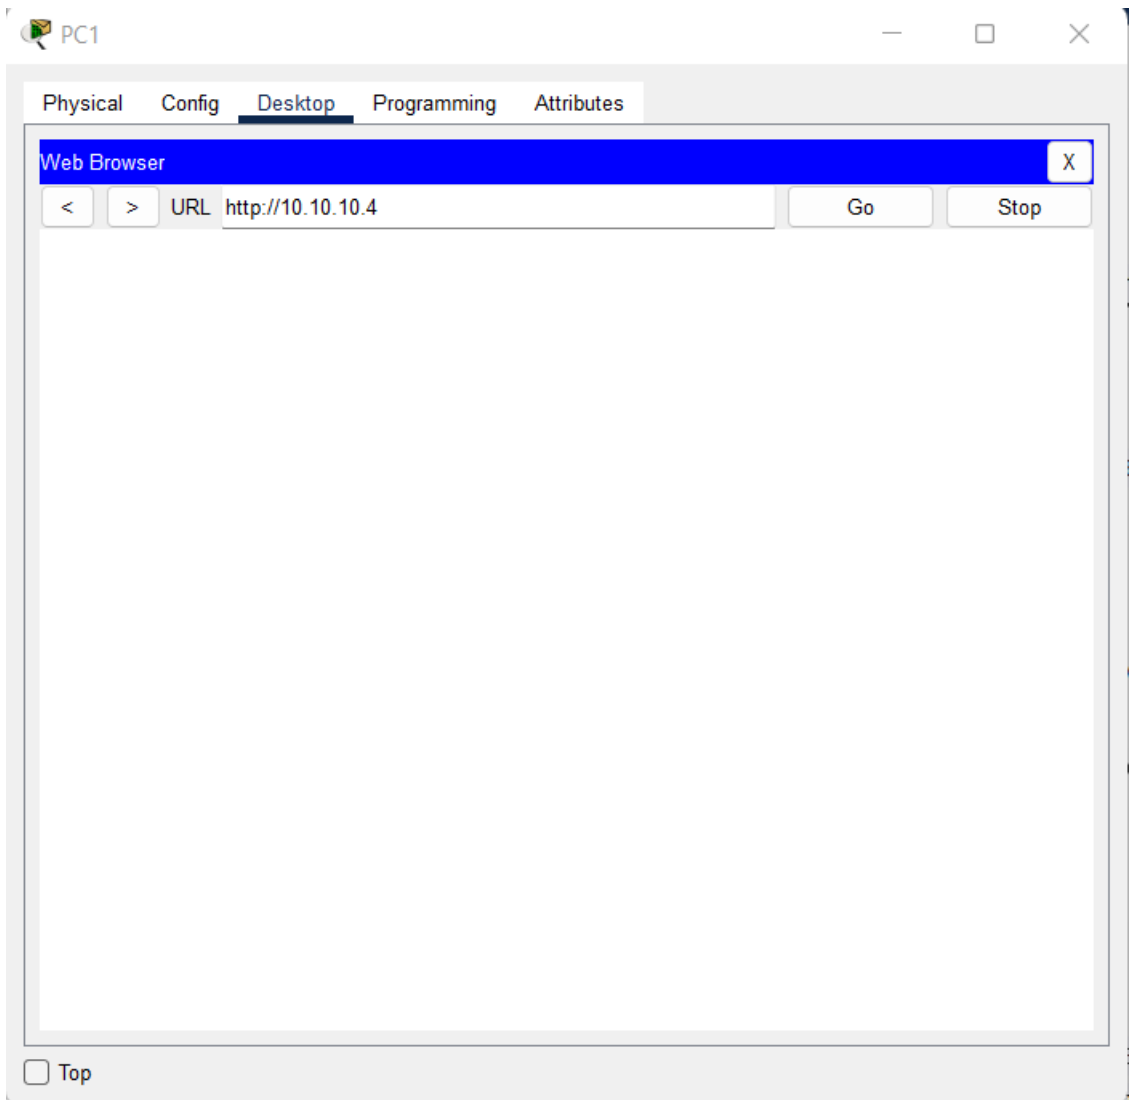 PC1
Physical Config Desktop Programming Attributes
Web Browser X
< > URL http://10.10.10.4 Go Stop
Top